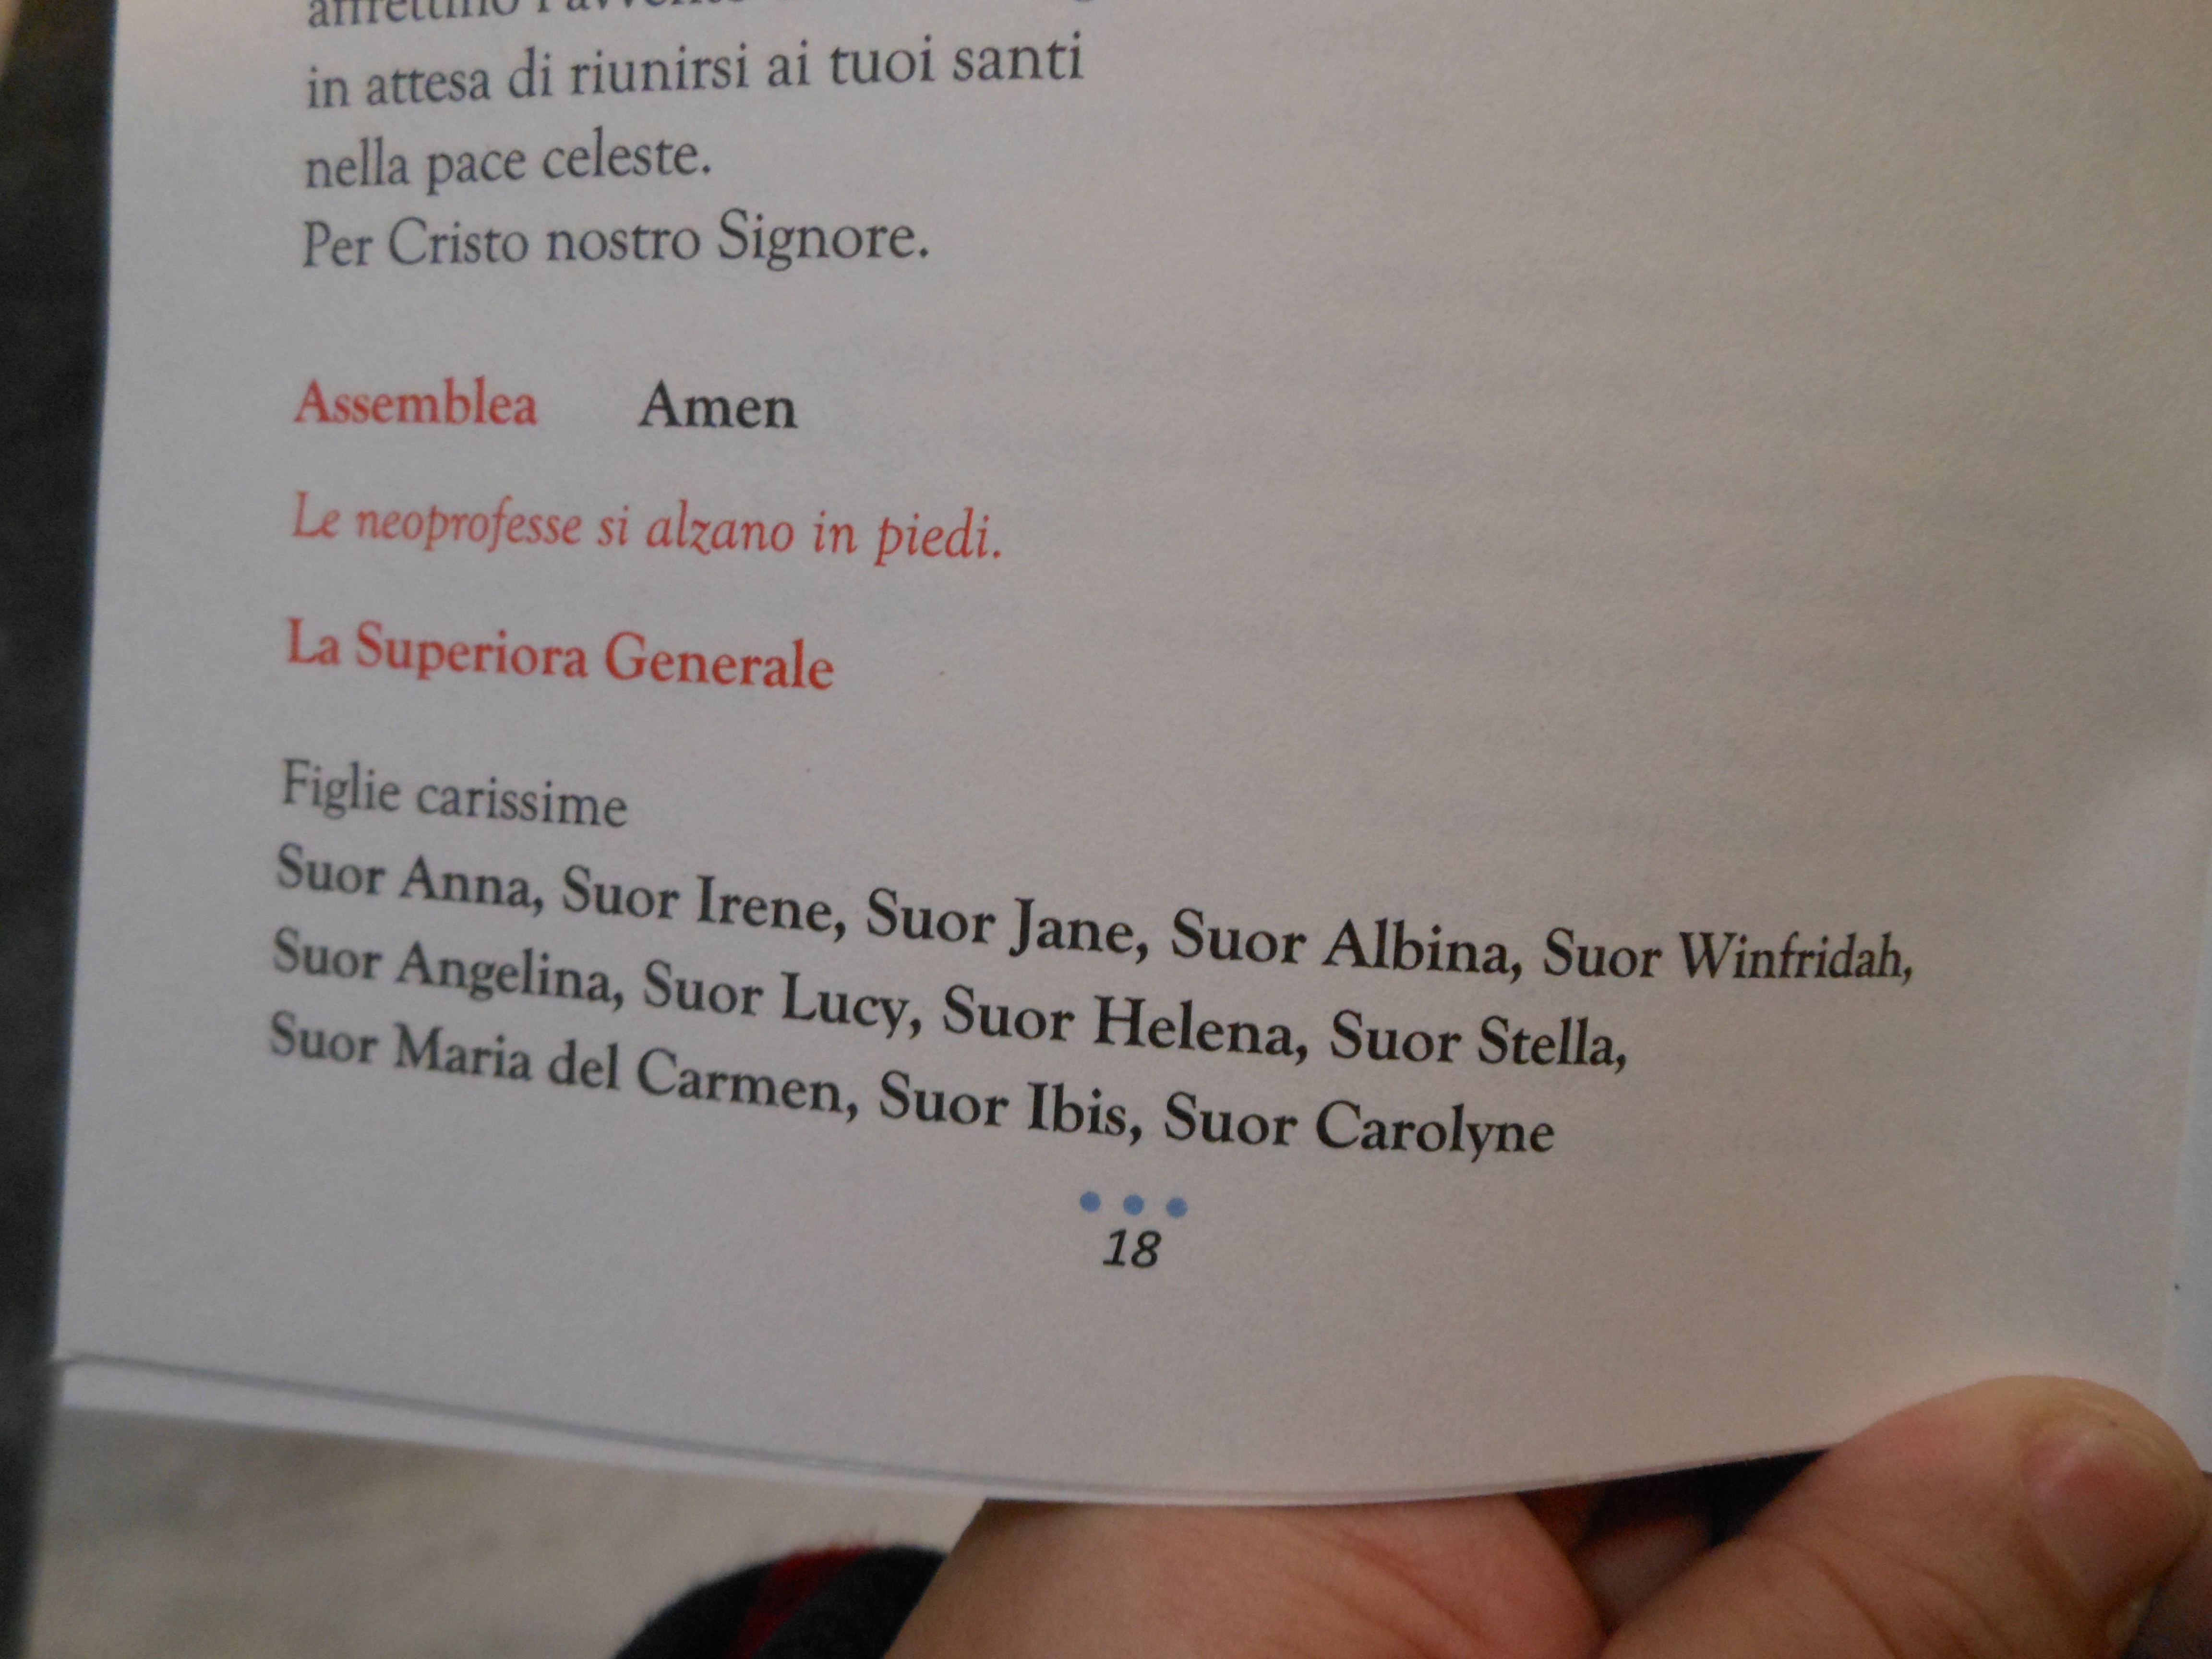 in attesa di riunirsi ai tuoi santi
nella pace celeste.
Per Cristo nostro Signore.
Assemblea Amen
Le neoprofesse si alzano in piedi.
La Superiora Generale
Figlie carissime
Suor Anna, Suor Irene, Suor Jane, Suor Albina, Suor Winfridah,
Suor Angelina, Suor Lucy, Suor Helena, Suor Stella,
Suor Maria del Carmen, Suor Ibis, Suor Carolyne
18